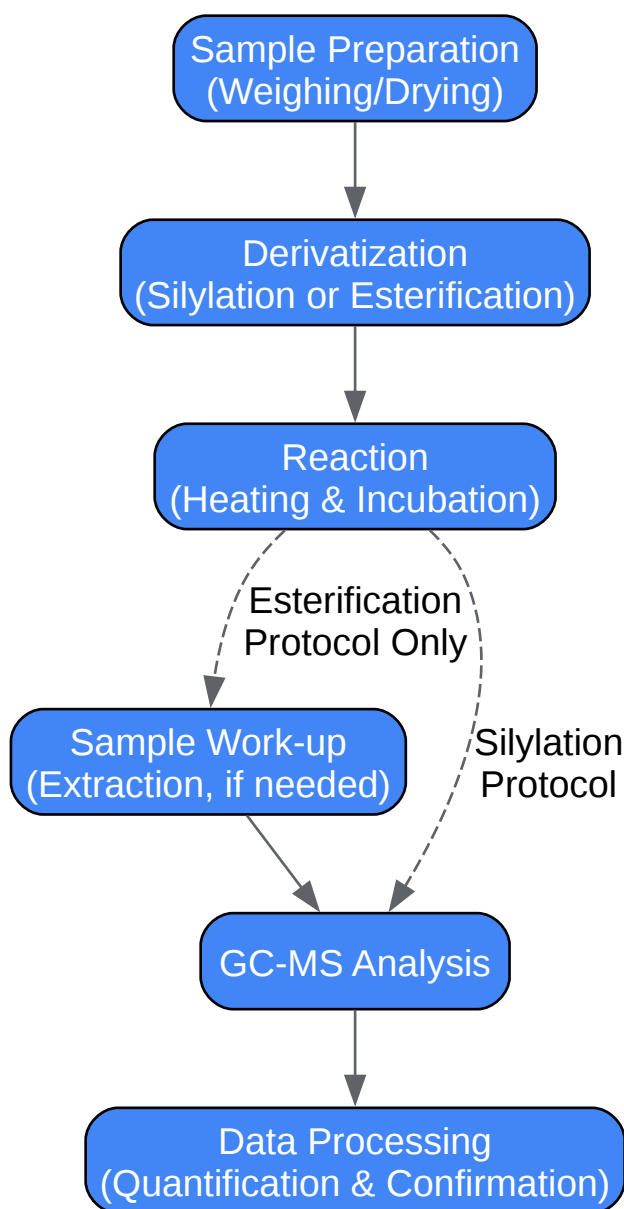 Sample Preparation
(Weighing/Drying)
Derivatization
(Silylation or Esterification)
Reaction
(Heating & Incubation)
Esterification
Protocol Only
Sample Work-up
(Extraction, if needed)
Silylation
Protocol
GC-MS Analysis
Data Processing
(Quantification & Confirmation)